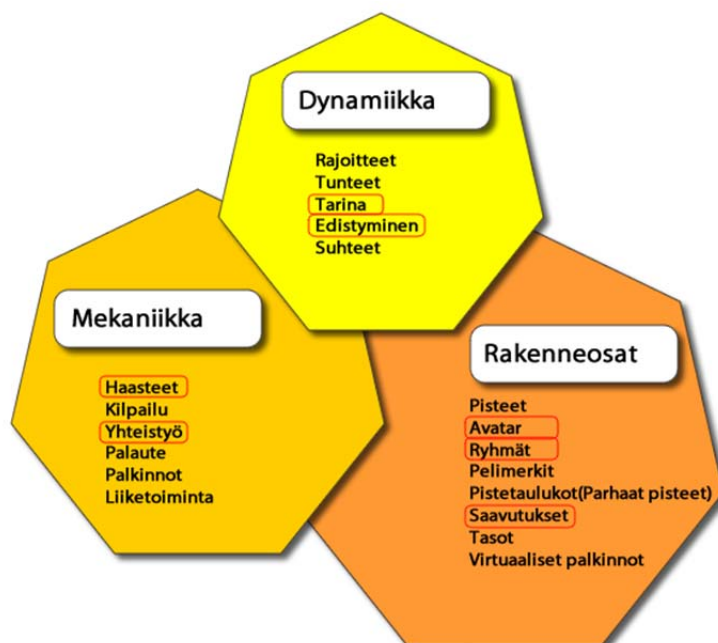 Dynamiikka
Rajoitteet
Tunteet
Tarina
Edistyminen
Suhteet
Mekaniikka
Haasteet
Kilpailu
Yhteistyö
Palaute
Palkinnot
Liiketoiminta
Rakenneosat
Pisteet
Avatar
Ryhmät
Pelimerkit
Pistetaulukot(Parhaat pisteet)
Saavutukset
Tasot
Virtuaaliset palkinnot